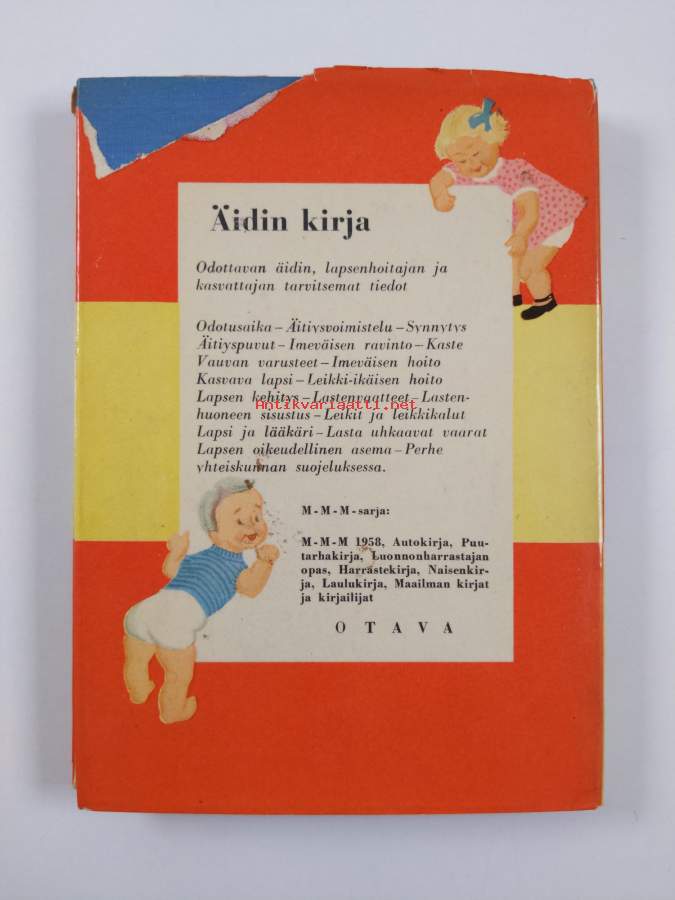 Äidin kirja
Odottavan äidin, lapsenhoitajan ja
kasvattajan tarvitsemat tiedot
Odotusaika – Äitiysvoimistelu – Synnytys
Äitiyspuvut – Imeväisen ravinto – Kaste
Vauvan varusteet – Imeväisen hoito
Kasvava lapsi – Leikki-ikäisen hoito
Lapsen kehitys – Lastenvaatteet – Lasten-
Antikvariaatti.net
huoneen sisustus – Leikit ja leikkikalut
Lapsi ja lääkäri – Lasta uhkaavat vaarat
Lapsen oikeudellinen asema – Perhe
yhteiskunnan suojeluksessa.
M-M-M-sarja:
M-M-M 1958, Autokirja, Puu-
tarhakirja, Luonnonharrastajan
opas, Harrastekirja, Naisenkir-
ja, Laulukirja, Maailman kirjat
ja kirjailijat
OTAVA